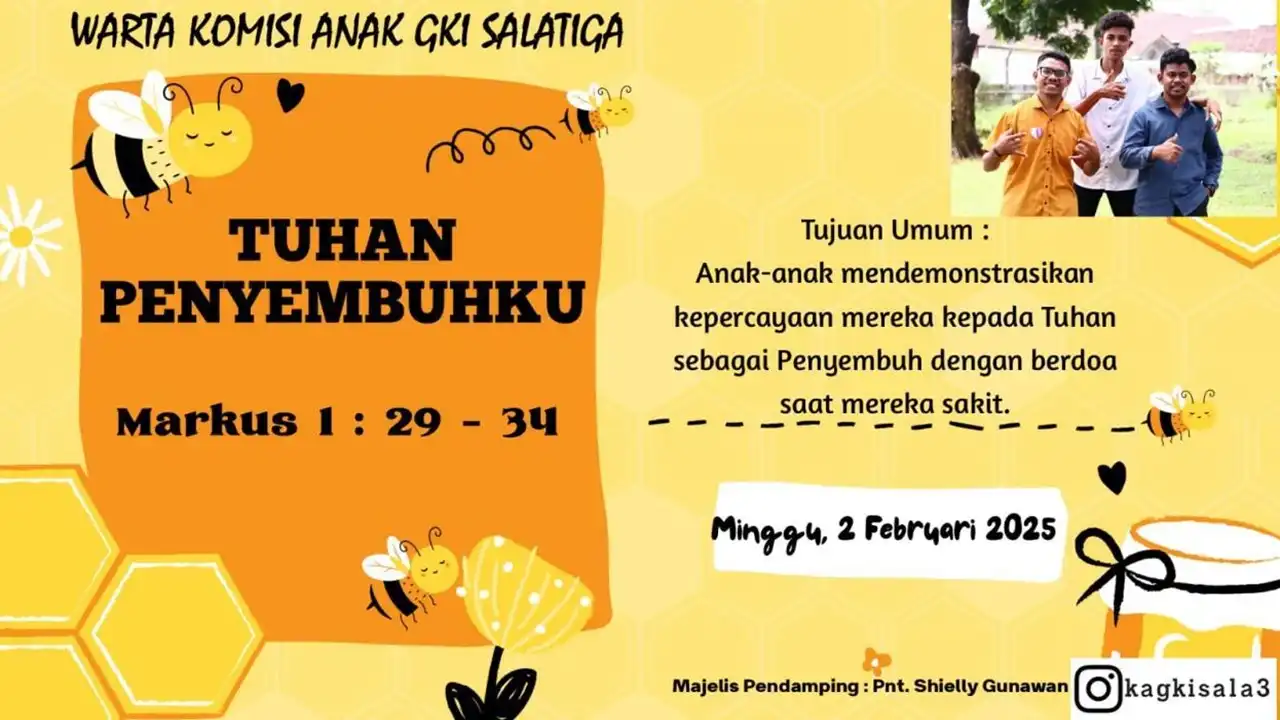 WARTA KOMISI ANAK GKI SALATIGA
TUHAN
PENYEMBUHKU
Markus 1 : 29 - 34
Tujuan Umum :
Anak-anak mendemonstrasikan
kepercayaan mereka kepada Tuhan
sebagai Penyembuh dengan berdoa
saat mereka sakit.
Minggu, 2 Februari 2025
Majelis Pendamping : Pnt. Shielly Gunawan
kagkisala3